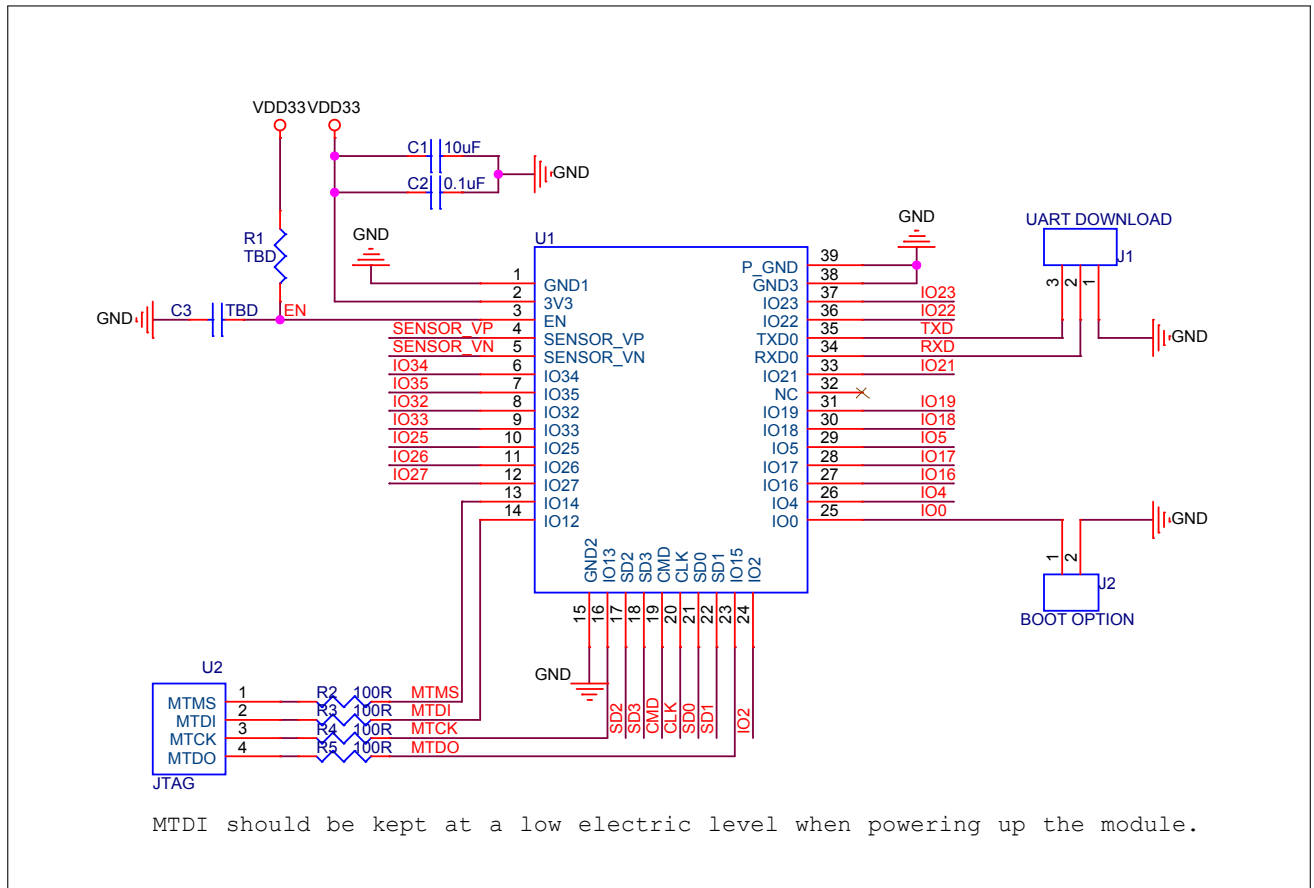 VDD33 VDD33
C1 10uF
GND
C2 0.1uF
R1
TBD
GND
U1
GND
C3 TBD EN
1 GND1
2 3V3
3 EN
SENSOR_VP 4 SENSOR_VP
SENSOR_VN 5 SENSOR_VN
IO34 6 IO34
IO35 7 IO35
IO32 8 IO32
IO33 9 IO33
IO25 10 IO25
IO26 11 IO26
IO27 12 IO27
13 IO14
14 IO12
GND
P_GND 39
GND3 38
IO23 37 IO23
IO22 36 IO22
TXD0 35 TXD
RXD0 34 RXD
IO21 33 IO21
NC 32
IO19 31 IO19
IO18 30 IO18
IO5 29 IO5
IO17 28 IO17
IO16 27 IO16
IO4 26 IO4
IO0 25 IO0
UART DOWNLOAD
J1
3 2 1
GND
GND
1 2
J2
BOOT OPTION
GND2 IO13 SD2 SD3 CMD CLK SD0 SD1 IO15 IO2
15 16 17 18 19 20 21 22 23 24
GND
SD2 SD3 CMD CLK SD0 SD1 IO2
U2
MTMS 1 R2 100R MTMS
MTDI 2 R3 100R MTDI
MTCK 3 R4 100R MTCK
MTDO 4 R5 100R MTDO
JTAG
MTDI should be kept at a low electric level when powering up the module.